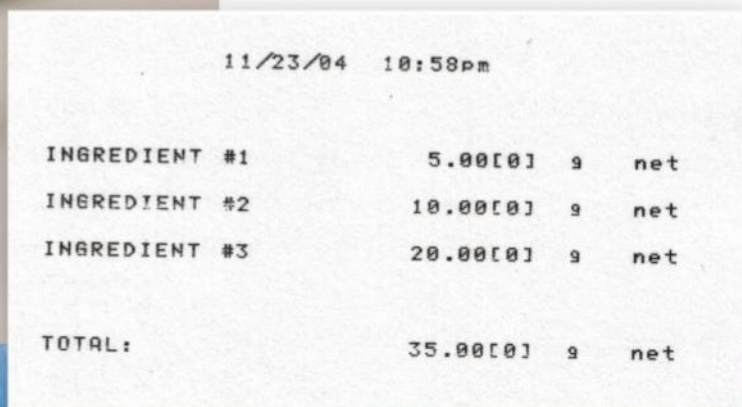 11/23/04 10:58pm
INGREDIENT #1 5.00[0] g net
INGREDIENT #2 10.00[0] g net
INGREDIENT #3 20.00[0] g net
TOTAL: 35.00[0] g net